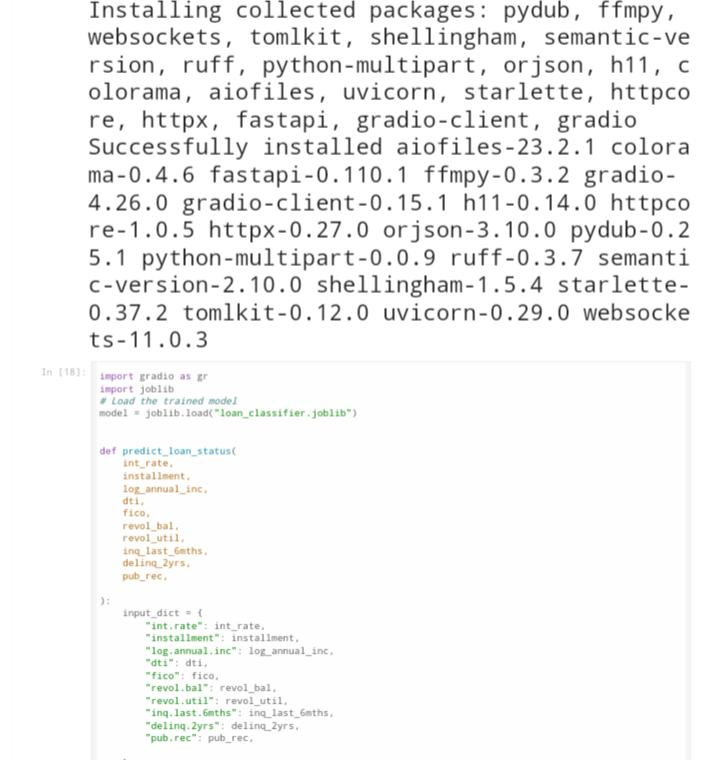 Installing collected packages: pydub, ffmpy,
websockets, tomlkit, shellingham, semantic-ve
rsion, ruff, python-multipart, orjson, h11, c
olorama, aiofiles, uvicorn, starlette, httpco
re, httpx, fastapi, gradio-client, gradio
Successfully installed aiofiles-23.2.1 colora
ma-0.4.6 fastapi-0.110.1 ffmpy-0.3.2 gradio-
4.26.0 gradio-client-0.15.1 h11-0.14.0 httpco
re-1.0.5 httpx-0.27.0 orjson-3.10.0 pydub-0.2
5.1 python-multipart-0.0.9 ruff-0.3.7 semanti
c-version-2.10.0 shellingham-1.5.4 starlette-
0.37.2 tomlkit-0.12.0 uvicorn-0.29.0 websocke
ts-11.0.3
In [18]:
import gradio as gr
import joblib
# Load the trained model
model = joblib.load("loan_classifier.joblib")
def predict_loan_status(
    int_rate,
    installment,
    log_annual_inc,
    dti,
    fico,
    revol_bal,
    revol_util,
    inq_last_6mths,
    delinq_2yrs,
    pub_rec,
):
    input_dict = {
        "int.rate": int_rate,
        "installment": installment,
        "log.annual.inc": log_annual_inc,
        "dti": dti,
        "fico": fico,
        "revol.bal": revol_bal,
        "revol.util": revol_util,
        "inq.last.6mths": inq_last_6mths,
        "delinq.2yrs": delinq_2yrs,
        "pub.rec": pub_rec,